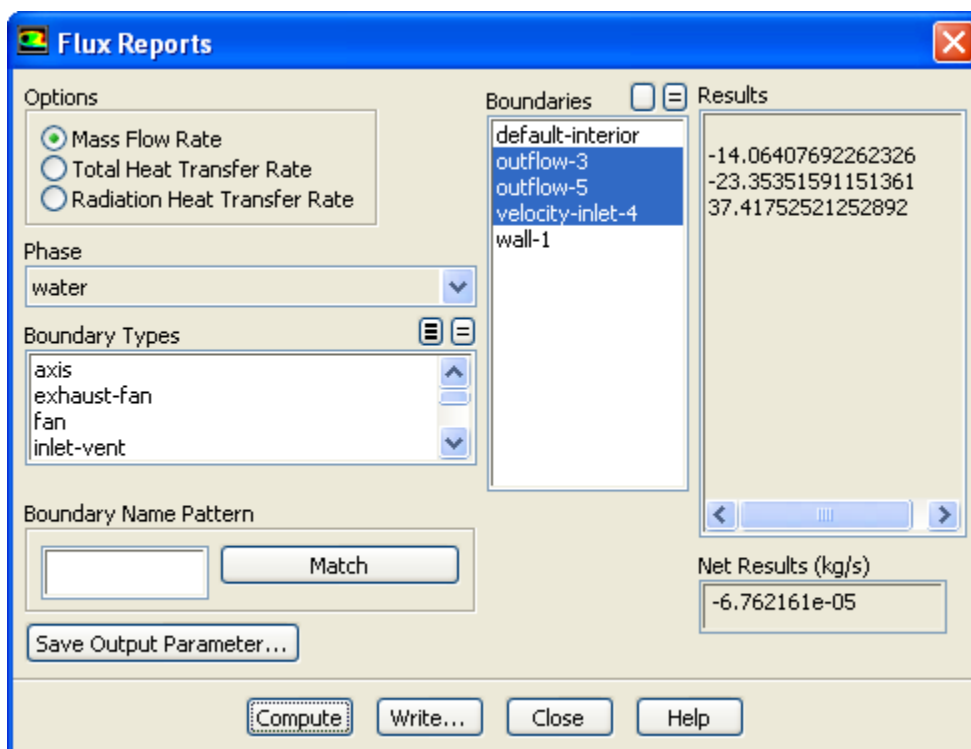 Flux Reports
Options
Mass Flow Rate
Total Heat Transfer Rate
Radiation Heat Transfer Rate
Phase
water
Boundary Types
axis
exhaust-fan
fan
inlet-vent
Boundary Name Pattern
Match
Save Output Parameter...
Boundaries
default-interior
outflow-3
outflow-5
velocity-inlet-4
wall-1
Results
-14.06407692262326
-23.35351591151361
37.41752521252892
Net Results (kg/s)
-6.762161e-05
Compute
Write...
Close
Help